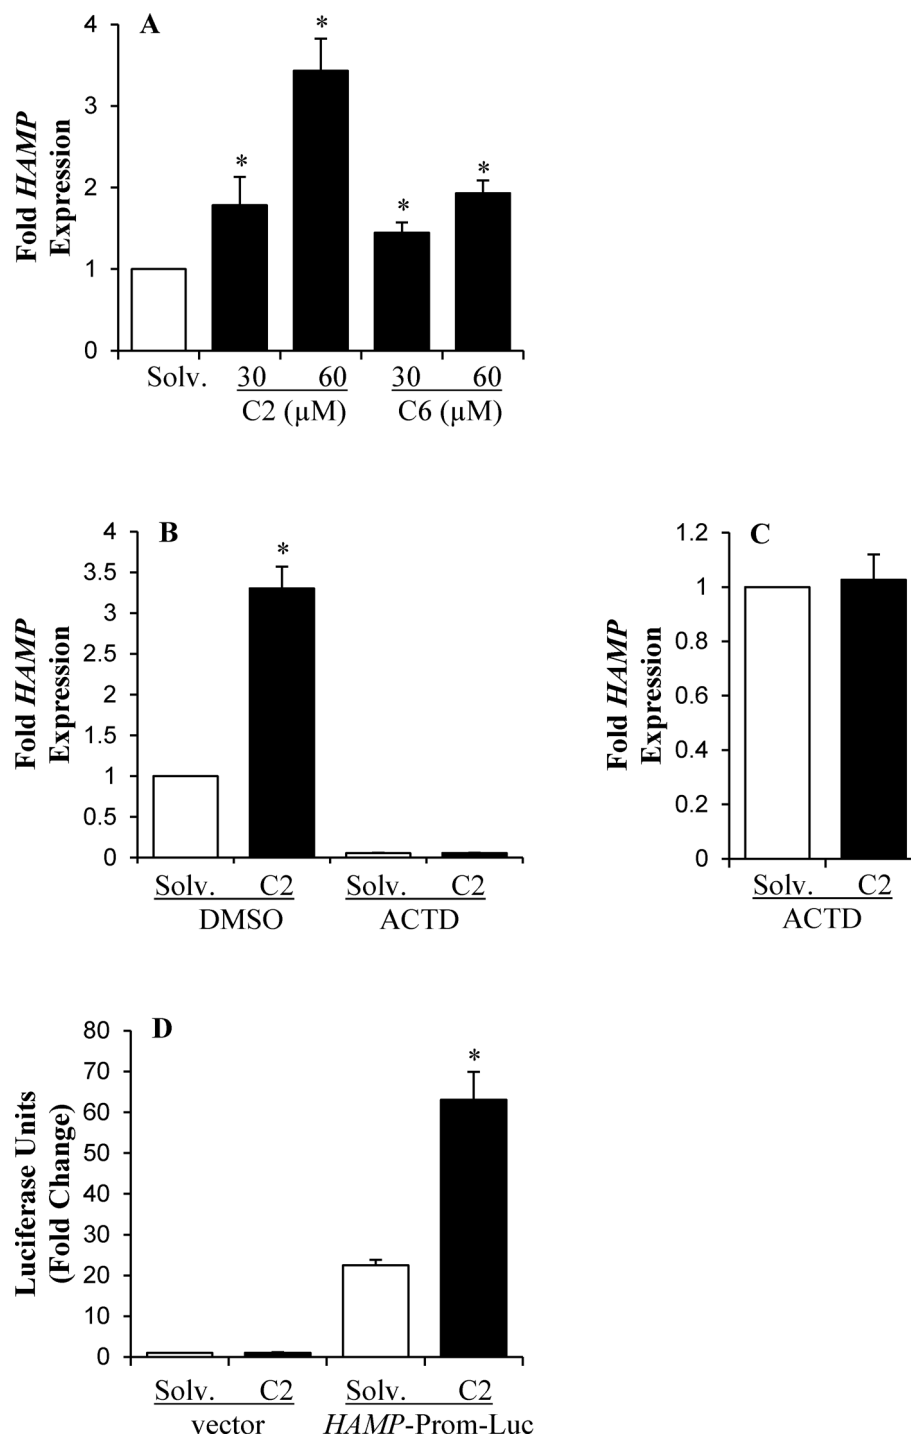 A
Fold HAMP
Expression
4
3
2
1
0
*
*
*
*
Solv. 30 60 30 60
C2 (µM) C6 (µM)
B
Fold HAMP
Expression
4
3.5
3
2.5
2
1.5
1
0.5
0
*
Solv. C2 Solv. C2
DMSO ACTD
C
Fold HAMP
Expression
1.2
1
0.8
0.6
0.4
0.2
0
Solv. C2
ACTD
D
Luciferase Units
(Fold Change)
80
70
60
50
40
30
20
10
0
*
Solv. C2 Solv. C2
vector HAMP-Prom-Luc